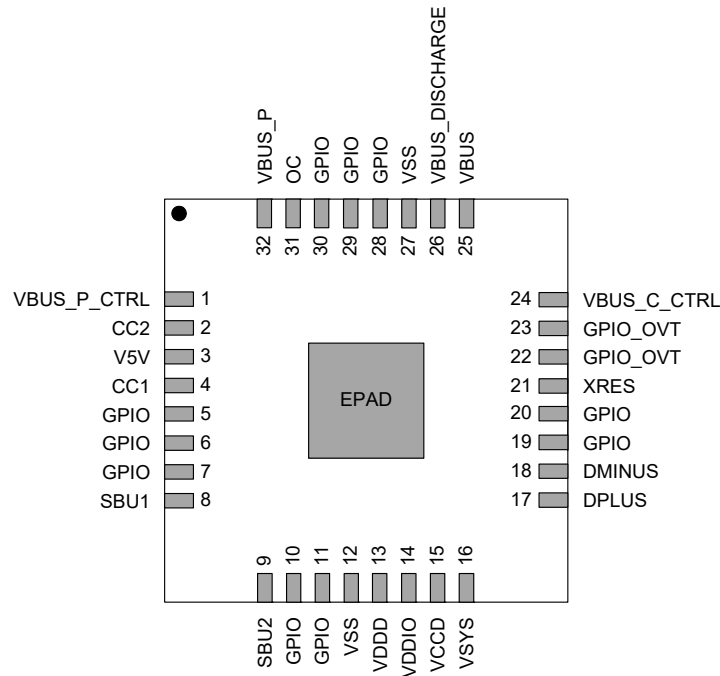 VBUS_P
OC
GPIO
GPIO
GPIO
VSS
VBUS_DISCHARGE
VBUS
32
31
30
29
28
27
26
25
VBUS_P_CTRL 1
CC2 2
V5V 3
CC1 4
GPIO 5
GPIO 6
GPIO 7
SBU1 8
EPAD
24 VBUS_C_CTRL
23 GPIO_OVT
22 GPIO_OVT
21 XRES
20 GPIO
19 GPIO
18 DMINUS
17 DPLUS
9
10
11
12
13
14
15
16
SBU2
GPIO
GPIO
VSS
VDDD
VDDIO
VCCD
VSYS